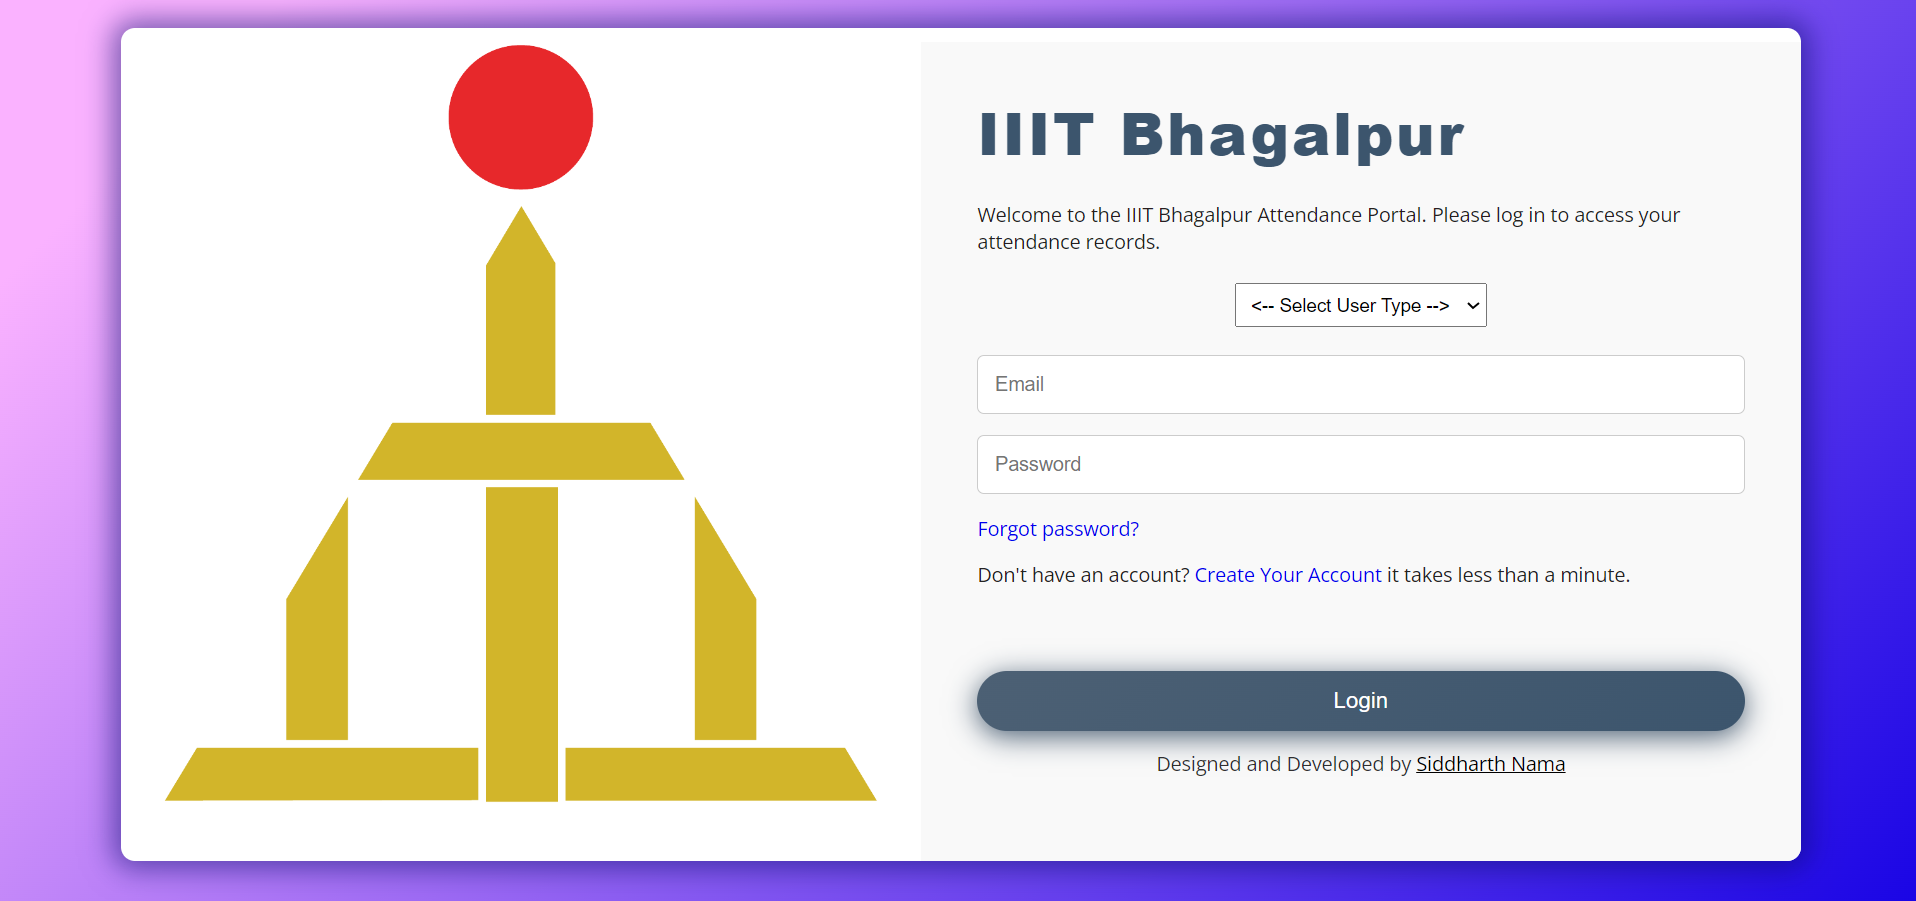 IIIT Bhagalpur
Welcome to the IIIT Bhagalpur Attendance Portal. Please log in to access your
attendance records.
<-- Select User Type -->
Email
Password
Forgot password?
Don't have an account? Create Your Account it takes less than a minute.
Login
Designed and Developed by Siddharth Nama